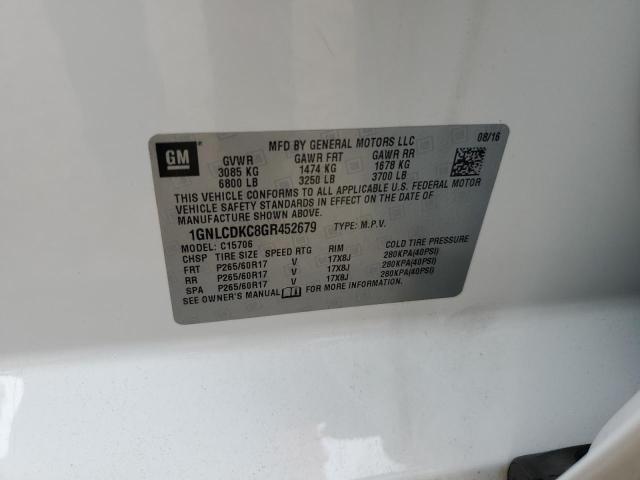 GM
MFD BY GENERAL MOTORS LLC 08/16
GVWR GAWR FRT GAWR RR
3085 KG 1474 KG 1678 KG
6800 LB 3250 LB 3700 LB
THIS VEHICLE CONFORMS TO ALL APPLICABLE U.S. FEDERAL MOTOR
VEHICLE SAFETY STANDARDS IN EFFECT ON THE DATE OF
MANUFACTURE SHOWN ABOVE.
1GNLCDKC8GR452679 TYPE: M.P.V.
MODEL: C15706
CHSP TIRE SIZE SPEED RTG RIM COLD TIRE PRESSURE
FRT P265/60R17 V 17X8J 280KPA(40PSI)
RR P265/60R17 V 17X8J 280KPA(40PSI)
SPA P265/60R17 V 17X8J 280KPA(40PSI)
SEE OWNER'S MANUAL FOR MORE INFORMATION.